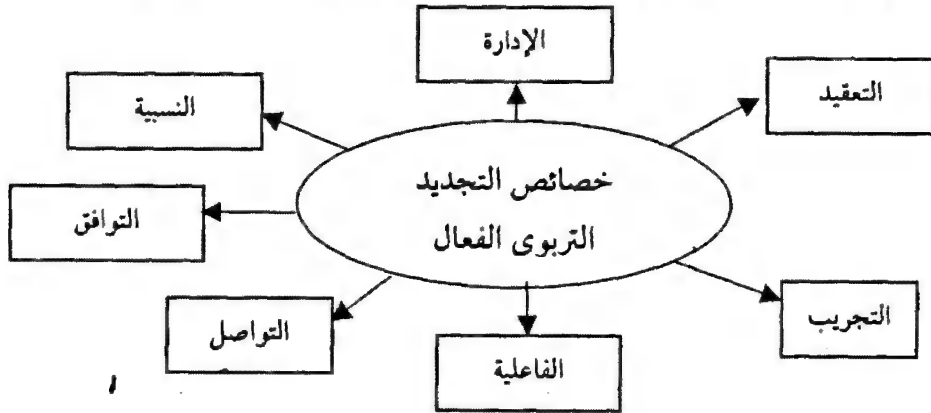 الإدارة
التعقيد
النسبية
خصائص التجديد
التربوى الفعال
التوافق
التجريب
التواصل
الفاعلية